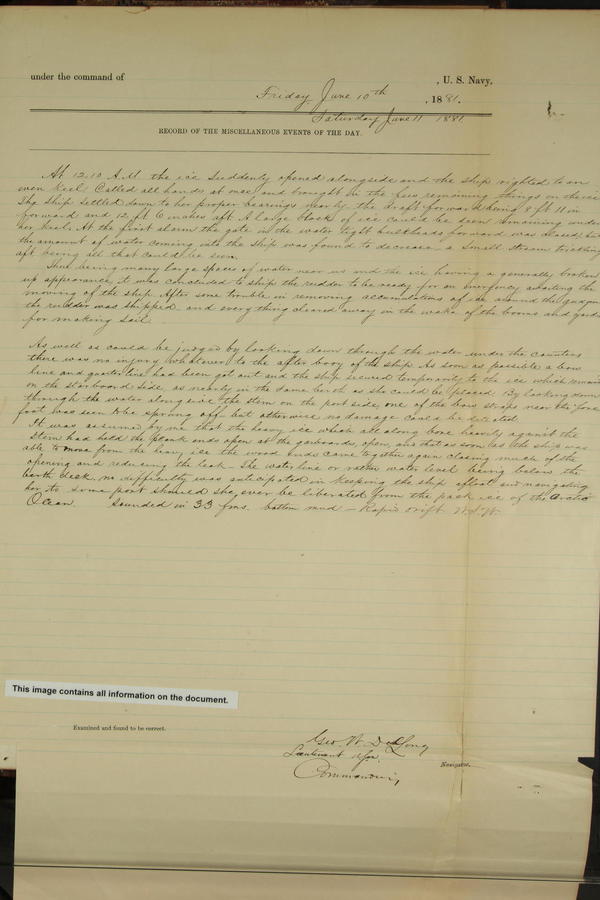 under the command of , U. S. Navy,
Friday June 10th , 1881.
Saturday June 11 1881.
RECORD OF THE MISCELLANEOUS EVENTS OF THE DAY.
At 12.10 A.M. the ice suddenly opened alongside and the ship righted to an
even keel. Called all hands at once and brought in the few remaining things on the ice.
The ship settled down to her proper bearings nearly the draft forward being 8 ft 11 in
forward and 12 ft 6 inches aft. A large block of ice could be seen remaining under
her keel. At the first alarm the gate in the water tight bulkheads forward was closed, but
the amount of water coming into the ship was found to decrease, a small stream trickling
aft being all that could be seen.
There being many large spaces of water near us and the ice having a generally broken
up appearance, it was concluded to ship the rudder to be ready for an emergency awaiting the
moving of the ship. After some trouble in removing accumulations of ice around the gudgeons
the rudder was shipped, and everything cleared away in the wake of the booms and yards
for making sail.
As well as could be judged by looking down through the water under the counters
there was no injury whatever to the after body of the ship. As soon as possible a bow
line and quarter line had been got out and the ship secured temporarily to the ice which remained
on the starboard side, as nearly in the same berth as she could be placed. By looking down
through the water alongside the stem on the port side, one of the bow straps near the fore
foot was seen to be sprung off, but otherwise no damage could be detected.
It was assumed by me that the heavy ice which all along bore heavily against the
Stem had held the plank ends open at the garboards, open, and that as soon as the ship was
able to move from the heavy ice the wood ends came together again closing much of the
opening and reducing the leak – The water line or rather water level being below the
berth deck, no difficulty was anticipated in keeping the ship afloat and navigating
her to some port should she ever be liberated from the pack ice of the Arctic
Ocean. Sounded in 33 fms. bottom mud – Rapid drift
This image contains all information on the document.
Examined and found to be correct.
Geo. W. DeLong
Lieutenant
Navigator.
Commanding